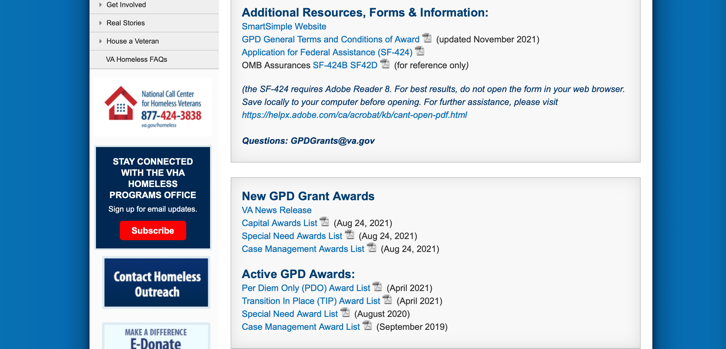 Get Involved
Real Stories
House a Veteran
VA Homeless FAQs
National Call Center
for Homeless Veterans
877-424-3838
va.gov/homeless
STAY CONNECTED
WITH THE VHA
HOMELESS
PROGRAMS OFFICE
Sign up for email updates.
Subscribe
Contact Homeless
Outreach
MAKE A DIFFERENCE
E-Donate
Additional Resources, Forms & Information:
SmartSimple Website
GPD General Terms and Conditions of Award (updated November 2021)
Application for Federal Assistance (SF-424)
OMB Assurances SF-424B SF42D (for reference only)
(the SF-424 requires Adobe Reader 8. For best results, do not open the form in your web browser.
Save locally to your computer before opening. For further assistance, please visit
https://helpx.adobe.com/ca/acrobat/kb/cant-open-pdf.html
Questions: GPDGrants@va.gov
New GPD Grant Awards
VA News Release
Capital Awards List (Aug 24, 2021)
Special Need Awards List (Aug 24, 2021)
Case Management Awards List (Aug 24, 2021)
Active GPD Awards:
Per Diem Only (PDO) Award List (April 2021)
Transition In Place (TIP) Award List (April 2021)
Special Need Award List (August 2020)
Case Management Award List (September 2019)